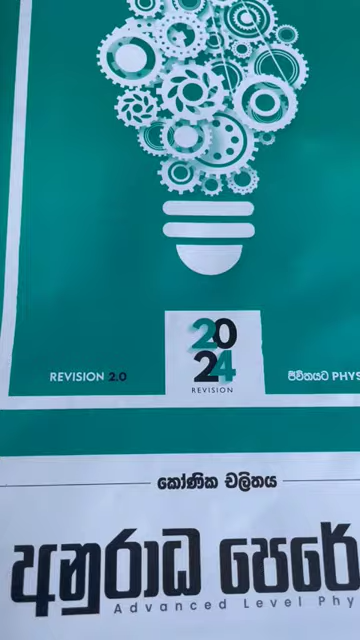 2024
REVISION
REVISION 2.0
ජීවිතයට PHYS
කෝණික චලිතය
අනුරාධ පෙරේ
Advanced Level Phy